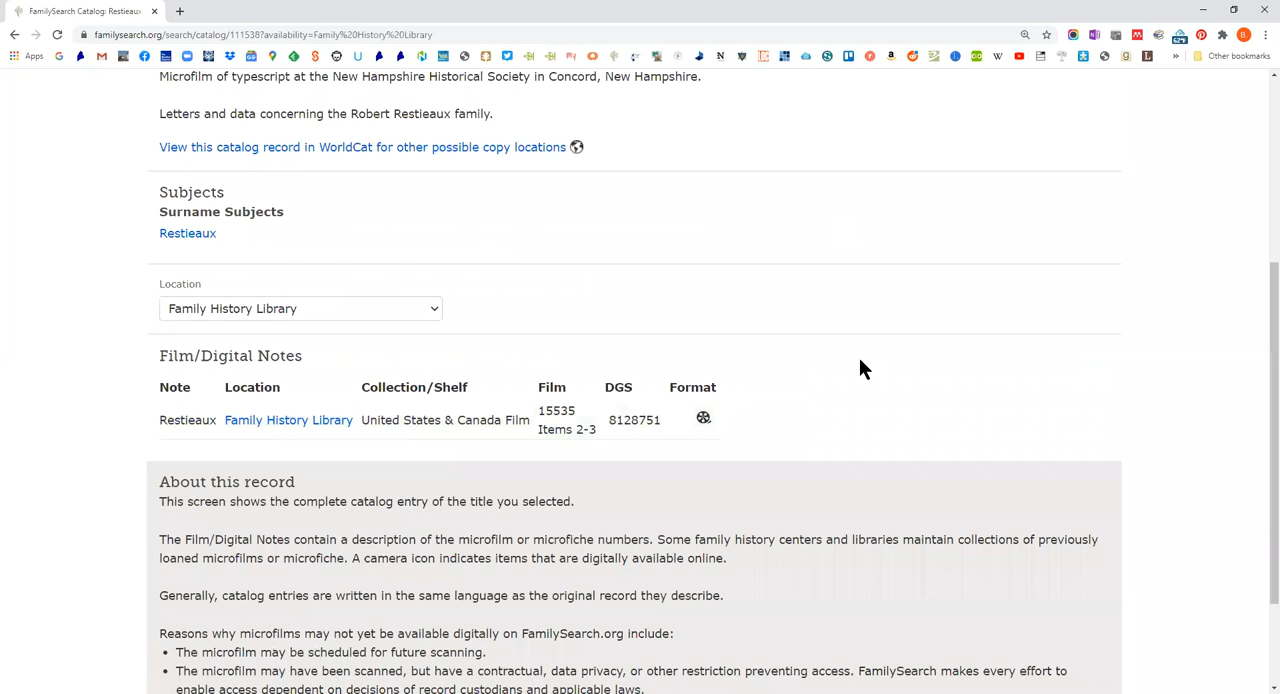 FamilySearch Catalog: Restieaux
familysearch.org/search/catalog/111538?availability=Family%20History%20Library
Apps
Other bookmarks
Microfilm of typescript at the New Hampshire Historical Society in Concord, New Hampshire.
Letters and data concerning the Robert Restieaux family.
View this catalog record in WorldCat for other possible copy locations
Subjects
Surname Subjects
Restieaux
Location
Family History Library
Film/Digital Notes
Note Location Collection/Shelf Film DGS Format
Restieaux Family History Library United States & Canada Film 15535 Items 2-3 8128751
About this record
This screen shows the complete catalog entry of the title you selected.
The Film/Digital Notes contain a description of the microfilm or microfiche numbers. Some family history centers and libraries maintain collections of previously
loaned microfilms or microfiche. A camera icon indicates items that are digitally available online.
Generally, catalog entries are written in the same language as the original record they describe.
Reasons why microfilms may not yet be available digitally on FamilySearch.org include:
• The microfilm may be scheduled for future scanning.
• The microfilm may have been scanned, but have a contractual, data privacy, or other restriction preventing access. FamilySearch makes every effort to
enable access dependent on decisions of record custodians and applicable laws.